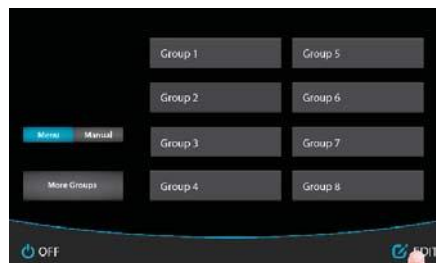 Group 1
Group 5
Group 2
Group 6
Menu
Manual
Group 3
Group 7
More Groups
Group 4
Group 8
OFF
EDIT